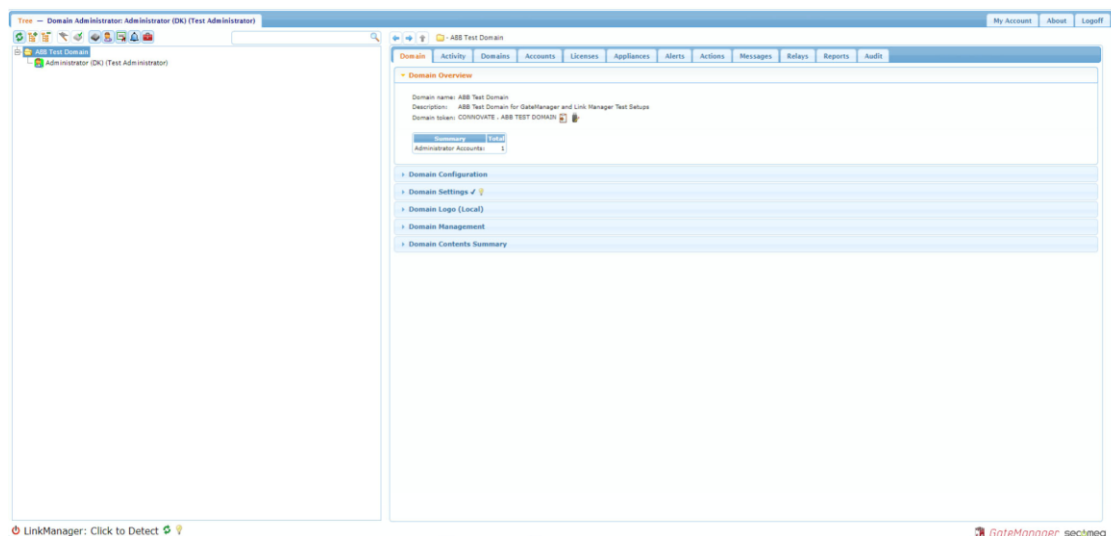 Tree — Domain Administrator: Administrator (DK) (Test Administrator)
My Account About Logoff
ABB Test Domain
Administrator (DK) (Test Administrator)
- ABB Test Domain
Domain Activity Domains Accounts Licenses Appliances Alerts Actions Messages Relays Reports Audit
Domain Overview
Domain name: ABB Test Domain
Description: ABB Test Domain for GateManager and Link Manager Test Setups
Domain token: CONNOVATE . ABB TEST DOMAIN
Summary Total
Administrator Accounts: 1
Domain Configuration
Domain Settings ✓
Domain Logo (Local)
Domain Management
Domain Contents Summary
LinkManager: Click to Detect
GateManager secomea